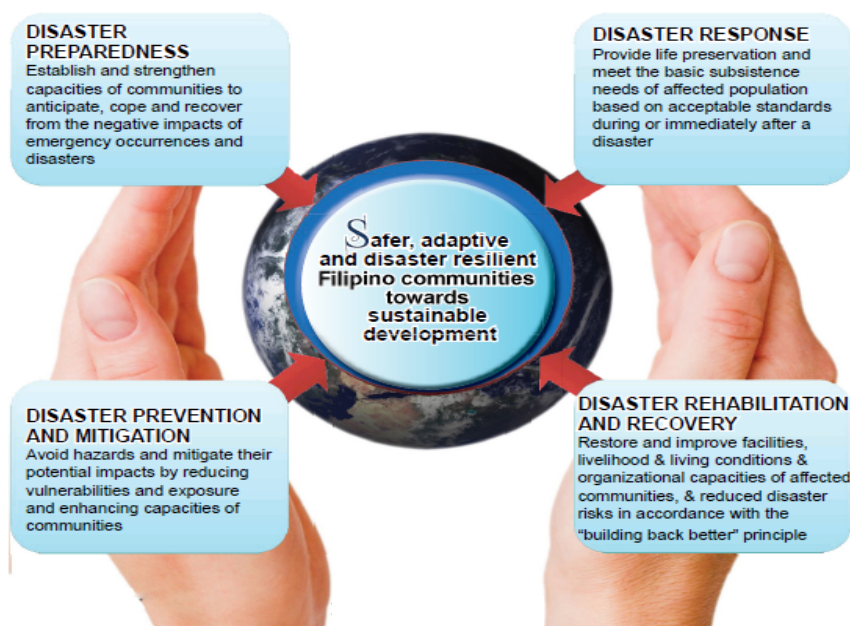 DISASTER
PREPAREDNESS
Establish and strengthen
capacities of communities to
anticipate, cope and recover
from the negative impacts of
emergency occurrences and
disasters
DISASTER RESPONSE
Provide life preservation and
meet the basic subsistence
needs of affected population
based on acceptable standards
during or immediately after a
disaster
Safer, adaptive
and disaster resilient
Filipino communities
towards
sustainable
development
DISASTER PREVENTION
AND MITIGATION
Avoid hazards and mitigate their
potential impacts by reducing
vulnerabilities and exposure
and enhancing capacities of
communities
DISASTER REHABILITATION
AND RECOVERY
Restore and improve facilities,
livelihood & living conditions &
organizational capacities of affected
communities, & reduced disaster
risks in accordance with the
“building back better” principle